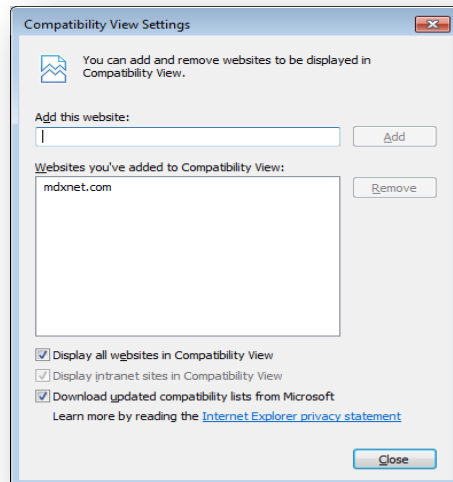 Compatibility View Settings
You can add and remove websites to be displayed in
Compatibility View.
Add this website:
Add
Websites you've added to Compatibility View:
mdxnet.com
Remove
Display all websites in Compatibility View
Display intranet sites in Compatibility View
Download updated compatibility lists from Microsoft
Learn more by reading the Internet Explorer privacy statement
Close